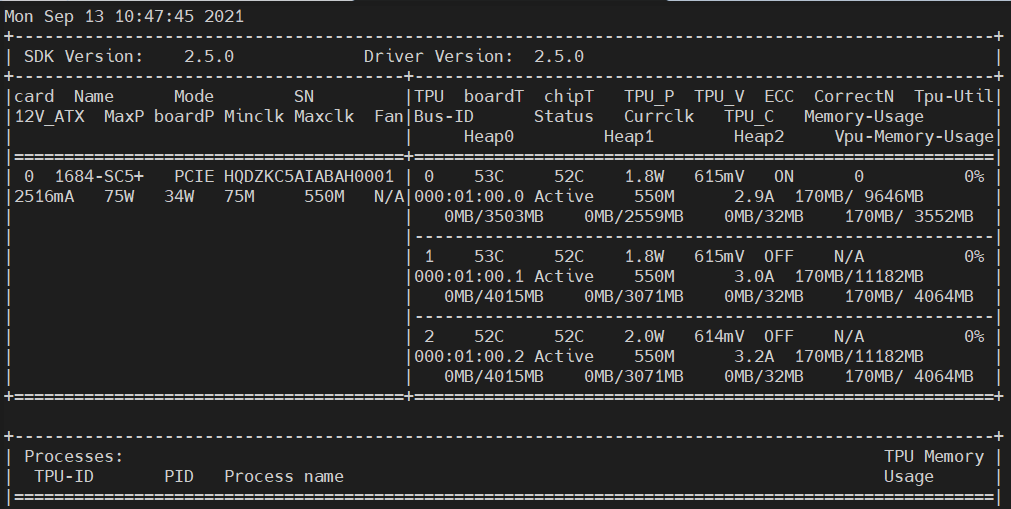 Mon Sep 13 10:47:45 2021
+--------------------------------------------------------------------------------------------------+
| SDK Version:    2.5.0             Driver Version:  2.5.0                                         |
+---------------------------------------+----------------------------------------------------------+
|card  Name      Mode        SN         |TPU  boardT  chipT   TPU_P  TPU_V  ECC  CorrectN  Tpu-Util|
|12V_ATX  MaxP boardP Minclk Maxclk  Fan|Bus-ID      Status   Currclk   TPU_C   Memory-Usage       |
|                                       |     Heap0         Heap1        Heap2     Vpu-Memory-Usage|
|=======================================+==========================================================|
| 0  1684-SC5+   PCIE HQDZKC5AIABAH0001 | 0    53C     52C    1.8W   615mV   ON      0          0% |
|2516mA   75W   34W   75M     550M   N/A|000:01:00.0 Active    550M      2.9A  170MB/ 9646MB       |
|                                       |   0MB/3503MB    0MB/2559MB    0MB/32MB    170MB/ 3552MB  |
|                                       |----------------------------------------------------------|
|                                       | 1    53C     52C    1.8W   615mV  OFF    N/A          0% |
|                                       |000:01:00.1 Active    550M      3.0A  170MB/11182MB       |
|                                       |   0MB/4015MB    0MB/3071MB    0MB/32MB    170MB/ 4064MB  |
|                                       |----------------------------------------------------------|
|                                       | 2    52C     52C    2.0W   614mV  OFF    N/A          0% |
|                                       |000:01:00.2 Active    550M      3.2A  170MB/11182MB       |
|                                       |   0MB/4015MB    0MB/3071MB    0MB/32MB    170MB/ 4064MB  |
+=======================================+==========================================================+
+--------------------------------------------------------------------------------------------------+
| Processes:                                                                            TPU Memory |
|  TPU-ID       PID   Process name                                                      Usage      |
|==================================================================================================|